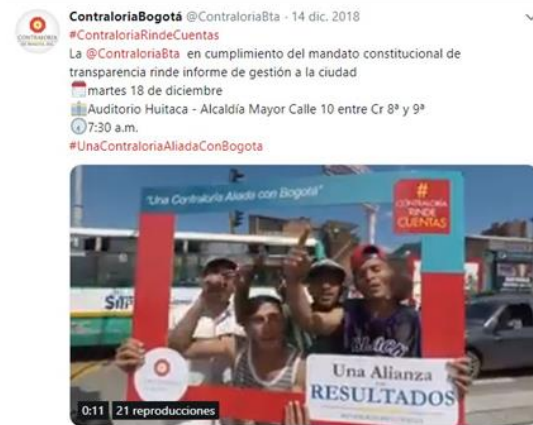 ContraloriaBogotá @ContraloriaBta · 14 dic. 2018
#ContraloriaRindeCuentas
La @ContraloriaBta en cumplimiento del mandato constitucional de
transparencia rinde informe de gestión a la ciudad
martes 18 de diciembre
Auditorio Huitaca - Alcaldía Mayor Calle 10 entre Cr 8ª y 9ª
7:30 a.m.
#UnaContraloriaAliadaConBogota
"Una Contraloría Aliada con Bogotá"
#
CONTRALORÍA
RINDE
CUENTAS
Una Alianza
RESULTADOS
0:11 21 reproducciones